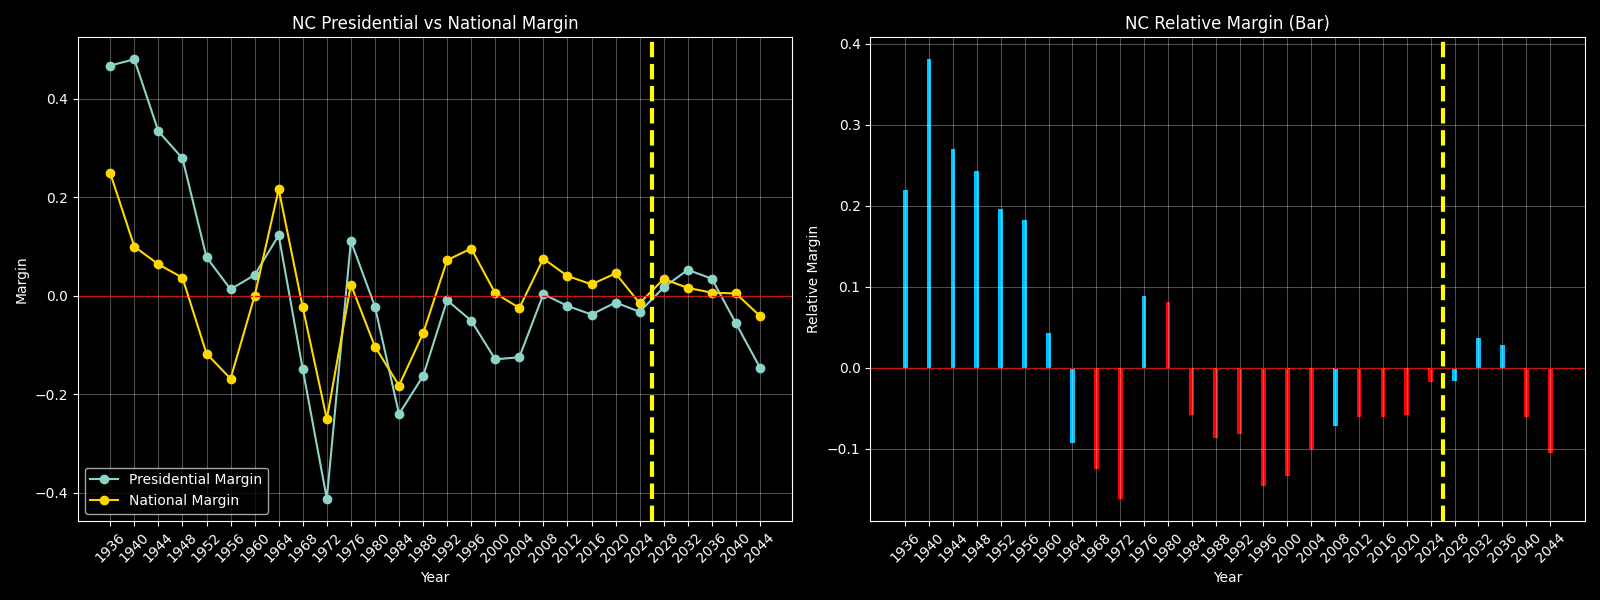 NC Presidential vs National Margin
Margin
0.4
0.2
0.0
−0.2
−0.4
Presidential Margin
National Margin
1936 1940 1944 1948 1952 1956 1960 1964 1968 1972 1976 1980 1984 1988 1992 1996 2000 2004 2008 2012 2016 2020 2024 2028 2032 2036 2040 2044
Year
NC Relative Margin (Bar)
Relative Margin
0.4
0.3
0.2
0.1
0.0
−0.1
1936 1940 1944 1948 1952 1956 1960 1964 1968 1972 1976 1980 1984 1988 1992 1996 2000 2004 2008 2012 2016 2020 2024 2028 2032 2036 2040 2044
Year